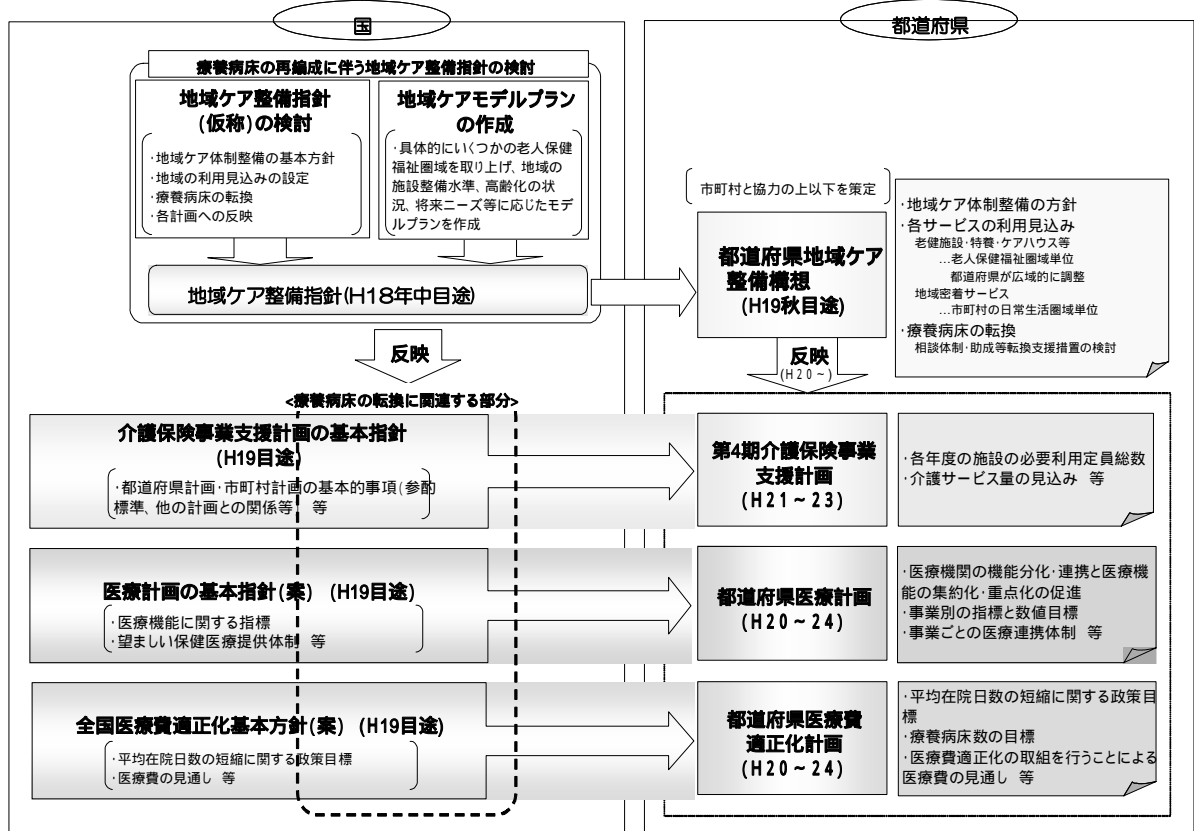 国
都道府県
療養病床の再編成に伴う地域ケア整備指針の検討
地域ケア整備指針
(仮称)の検討
・地域ケア体制整備の基本方針
・地域の利用見込みの設定
・療養病床の転換
・各計画への反映
地域ケアモデルプラン
の作成
・具体的にいくつかの老人保健
福祉圏域を取り上げ、地域の
施設整備水準、高齢化の状
況、将来ニーズ等に応じたモデ
ルプランを作成
地域ケア整備指針(H18年中目途)
反映
市町村と協力の上以下を策定
都道府県地域ケア
整備構想
(H19秋目途)
・地域ケア体制整備の方針
・各サービスの利用見込み
老健施設・特養・ケアハウス等
…老人保健福祉圏域単位
都道府県が広域的に調整
地域密着サービス
…市町村の日常生活圏域単位
・療養病床の転換
相談体制・助成等転換支援措置の検討
反映
(H20~)
<療養病床の転換に関連する部分>
介護保険事業支援計画の基本指針
(H19目途)
・都道府県計画・市町村計画の基本的事項(参酌
標準、他の計画との関係等) 等
第4期介護保険事業
支援計画
(H21~23)
・各年度の施設の必要利用定員総数
・介護サービス量の見込み 等
医療計画の基本指針(案) (H19目途)
・医療機能に関する指標
・望ましい保健医療提供体制 等
都道府県医療計画
(H20~24)
・医療機関の機能分化・連携と医療機
能の集約化・重点化の促進
・事業別の指標と数値目標
・事業ごとの医療連携体制 等
全国医療費適正化基本方針(案) (H19目途)
・平均在院日数の短縮に関する政策目標
・医療費の見通し 等
都道府県医療費
適正化計画
(H20~24)
・平均在院日数の短縮に関する政策目
標
・療養病床数の目標
・医療費適正化の取組を行うことによる
医療費の見通し 等